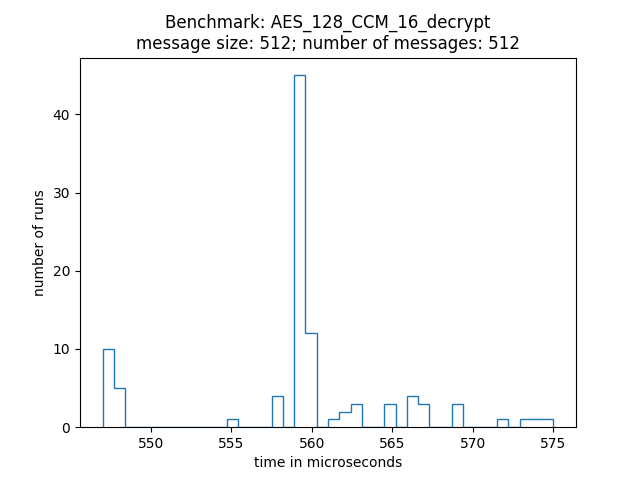 Benchmark: AES_128_CCM_16_decrypt
message size: 512; number of messages: 512
number of runs
40
30
20
10
0
550 555 560 565 570 575
time in microseconds